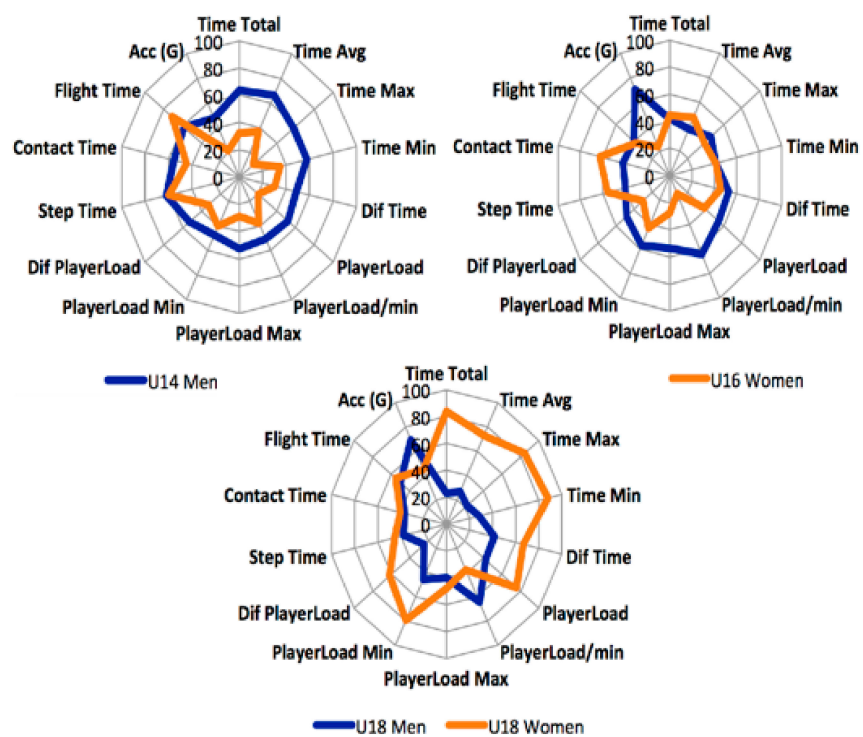 Time Total
100
Acc (G)
Time Avg
80
Flight Time
Time Max
60
40
Contact Time
Time Min
20
0
Step Time
Dif Time
Dif PlayerLoad
PlayerLoad
PlayerLoad Min
PlayerLoad/min
PlayerLoad Max
U14 Men
Time Total
100
Acc (G)
Time Avg
80
Flight Time
Time Max
60
40
Contact Time
Time Min
20
0
Step Time
Dif Time
Dif PlayerLoad
PlayerLoad
PlayerLoad Min
PlayerLoad/min
PlayerLoad Max
U16 Women
Time Total
100
Acc (G)
Time Avg
80
Flight Time
Time Max
60
40
Contact Time
Time Min
20
0
Step Time
Dif Time
Dif PlayerLoad
PlayerLoad
PlayerLoad Min
PlayerLoad/min
PlayerLoad Max
U18 Men
U18 Women